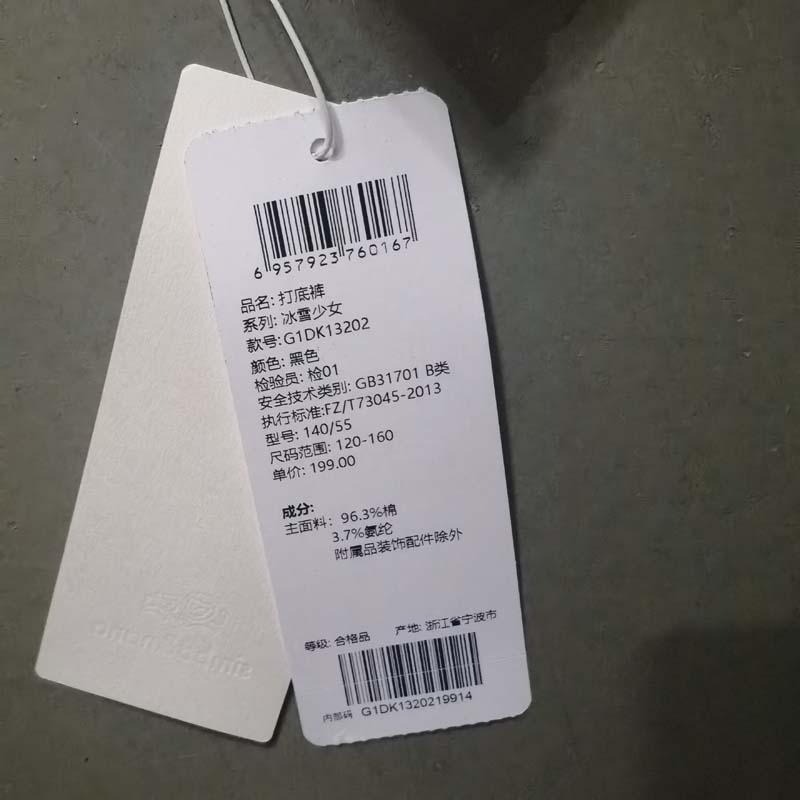 6 957923 760167
品名: 打底裤
系列: 冰雪少女
款号: G1DK13202
颜色: 黑色
检验员: 检01
安全技术类别: GB31701 B类
执行标准:FZ/T73045-2013
型号: 140/55
尺码范围: 120-160
单价: 199.00
成分:
主面料: 96.3%棉
3.7%氨纶
附属品装饰配件除外
等级: 合格品 产地: 浙江省宁波市
内部码 G1DK1320219914